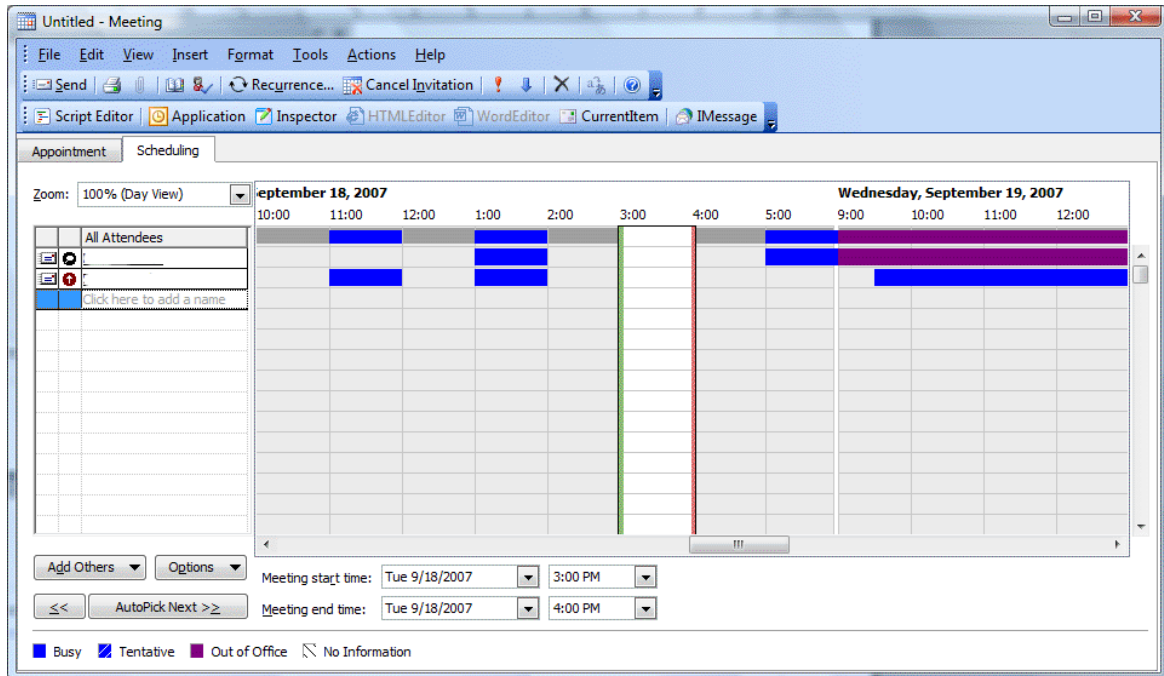 Untitled - Meeting
File Edit View Insert Format Tools Actions Help
Send Recurrence... Cancel Invitation
Script Editor Application Inspector HTMLEditor WordEditor CurrentItem IMessage
Appointment Scheduling
Zoom: 100% (Day View) eptember 18, 2007 Wednesday, September 19, 2007
10:00 11:00 12:00 1:00 2:00 3:00 4:00 5:00 9:00 10:00 11:00 12:00
All Attendees
Click here to add a name
Add Others Options
Meeting start time: Tue 9/18/2007 3:00 PM
<< AutoPick Next >> Meeting end time: Tue 9/18/2007 4:00 PM
Busy Tentative Out of Office No Information